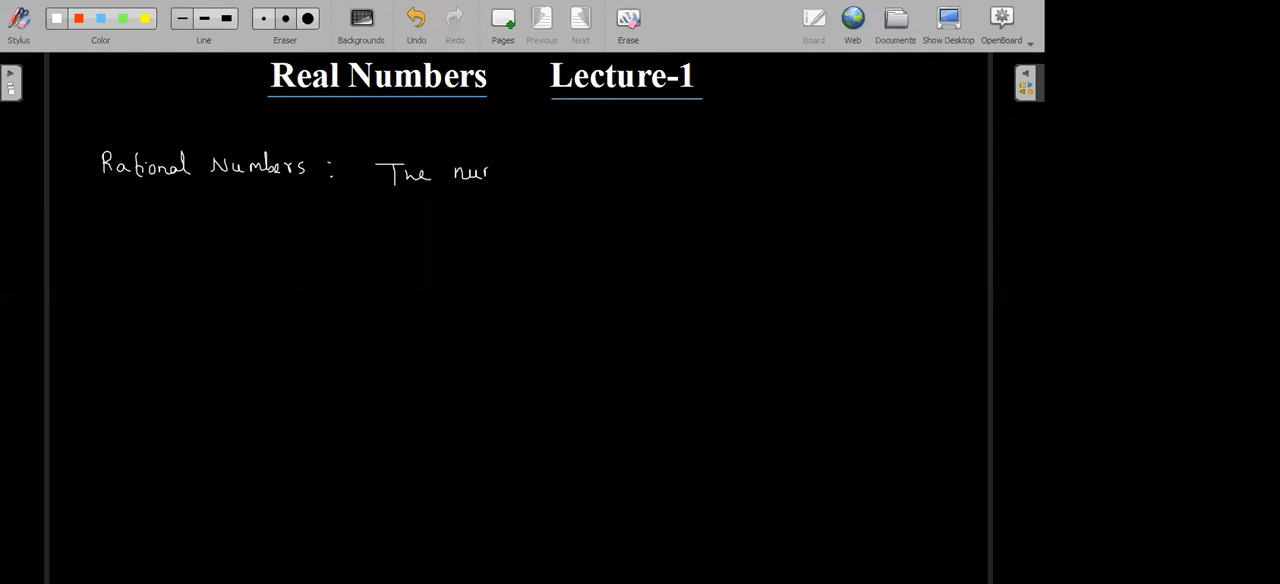 Stylus Color Line Eraser Backgrounds Undo Redo Pages Previous Next Erase Board Web Documents Show Desktop OpenBoard
Real Numbers Lecture-1
Rational Numbers : The nur